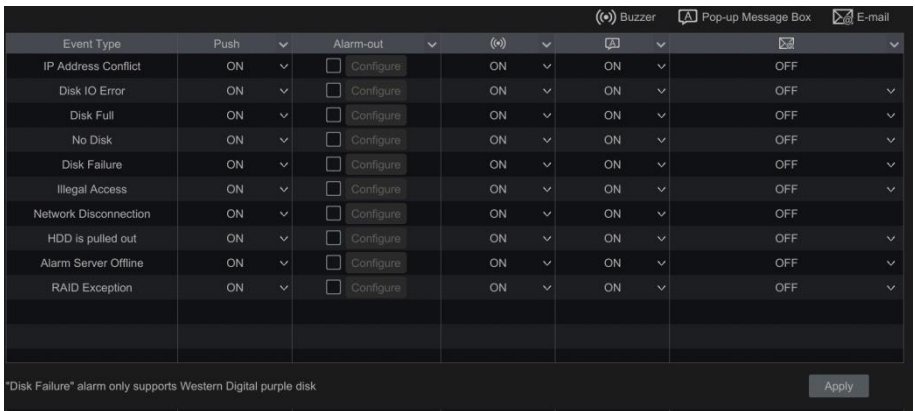 Buzzer Pop-up Message Box E-mail
Event Type Push Alarm-out
IP Address Conflict ON Configure ON ON OFF
Disk IO Error ON Configure ON ON OFF
Disk Full ON Configure ON ON OFF
No Disk ON Configure ON ON OFF
Disk Failure ON Configure ON ON OFF
Illegal Access ON Configure ON ON OFF
Network Disconnection ON Configure ON ON OFF
HDD is pulled out ON Configure ON ON OFF
Alarm Server Offline ON Configure ON ON OFF
RAID Exception ON Configure ON ON OFF
"Disk Failure" alarm only supports Western Digital purple disk Apply